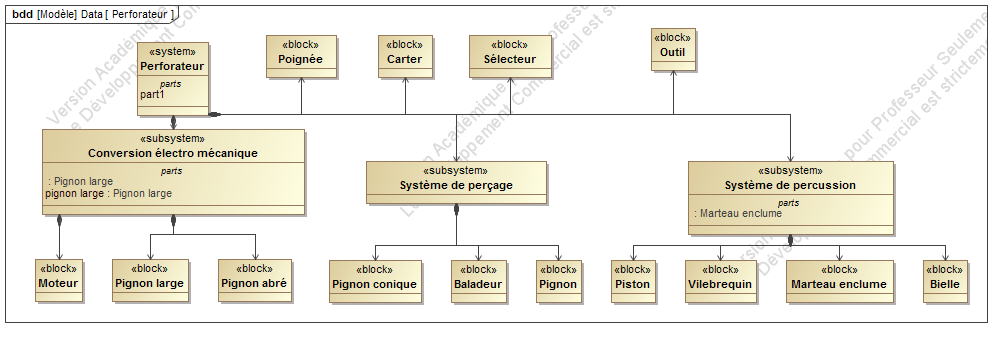 bdd [Modèle] Data [ Perforateur ]
«system»
Perforateur
parts
part1
«block»
Poignée
«block»
Carter
«block»
Sélecteur
«block»
Outil
«subsystem»
Conversion électro mécanique
parts
: Pignon large
pignon large : Pignon large
«subsystem»
Système de perçage
«subsystem»
Système de percussion
parts
: Marteau enclume
«block»
Moteur
«block»
Pignon large
«block»
Pignon abré
«block»
Pignon conique
«block»
Baladeur
«block»
Pignon
«block»
Piston
«block»
Vilebrequin
«block»
Marteau enclume
«block»
Bielle